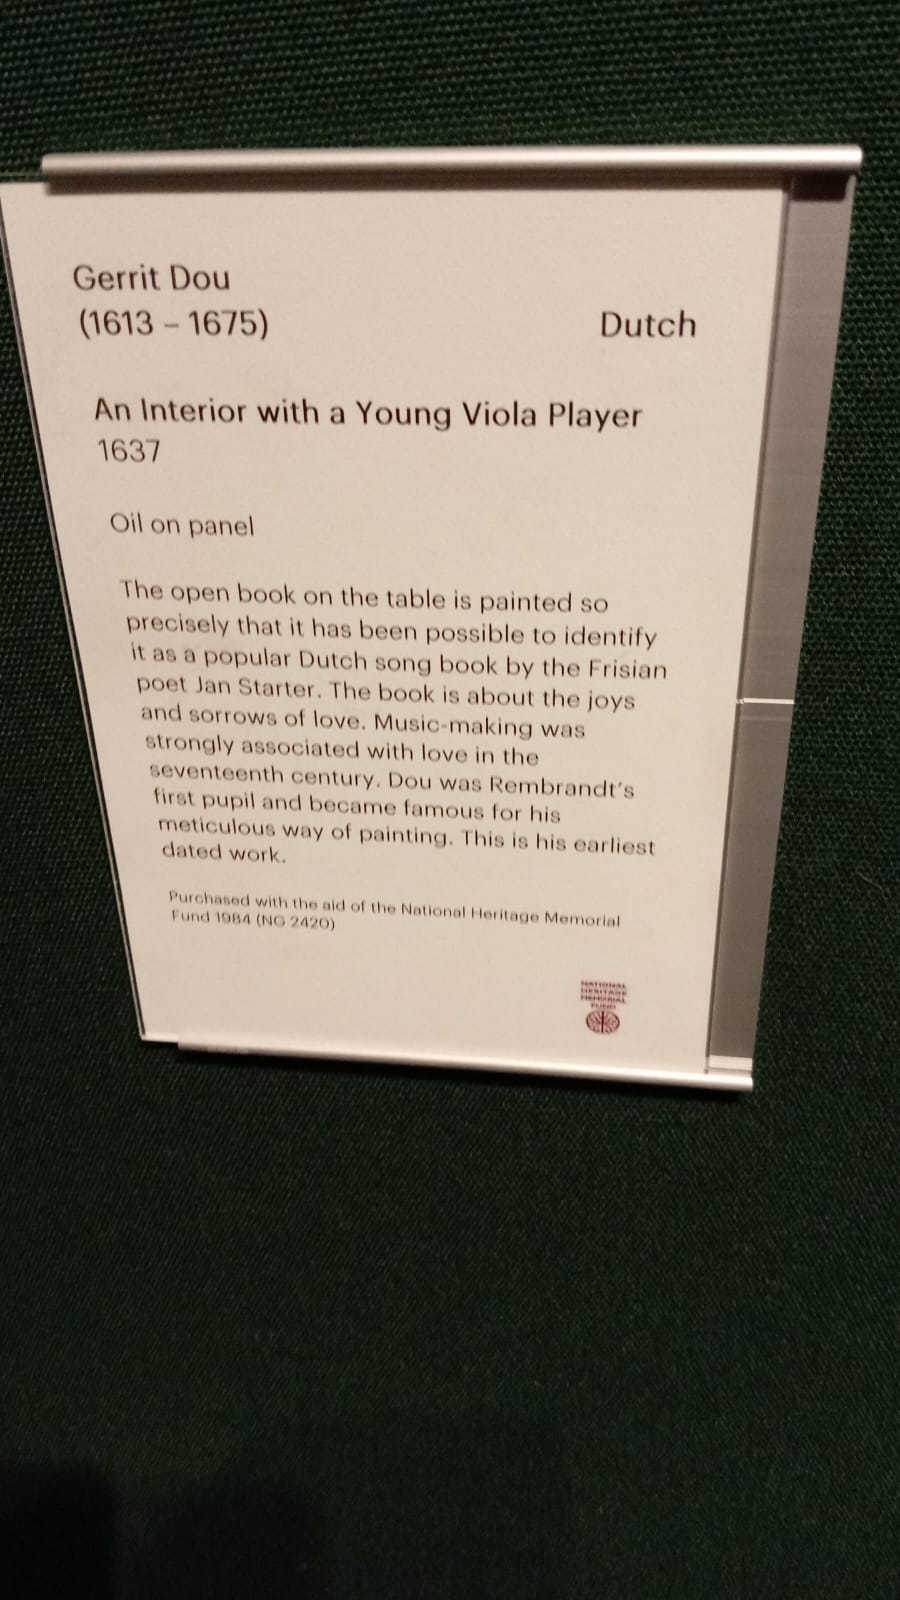 Gerrit Dou
(1613 – 1675) Dutch
An Interior with a Young Viola Player
1637
Oil on panel
The open book on the table is painted so
precisely that it has been possible to identify
it as a popular Dutch song book by the Frisian
poet Jan Starter. The book is about the joys
and sorrows of love. Music-making was
strongly associated with love in the
seventeenth century. Dou was Rembrandt's
first pupil and became famous for his
meticulous way of painting. This is his earliest
dated work.
Purchased with the aid of the National Heritage Memorial
Fund 1984 (NG 2420)
NATIONAL
HERITAGE
MEMORIAL
FUND